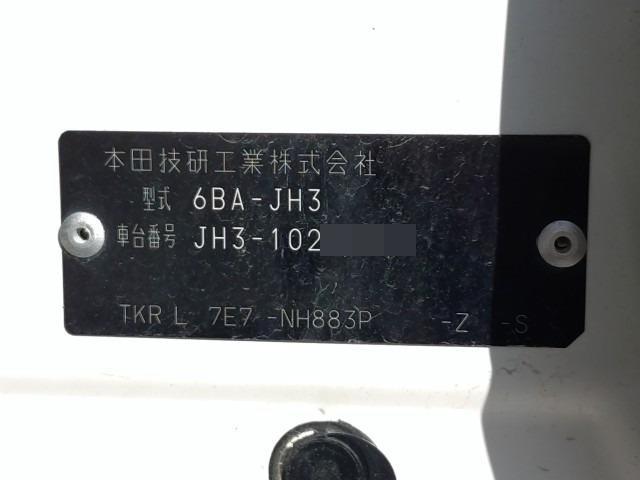 本田技研工業株式会社
型式 6BA-JH3
車台番号 JH3-102
TKR L 7E7 -NH883P -Z -S